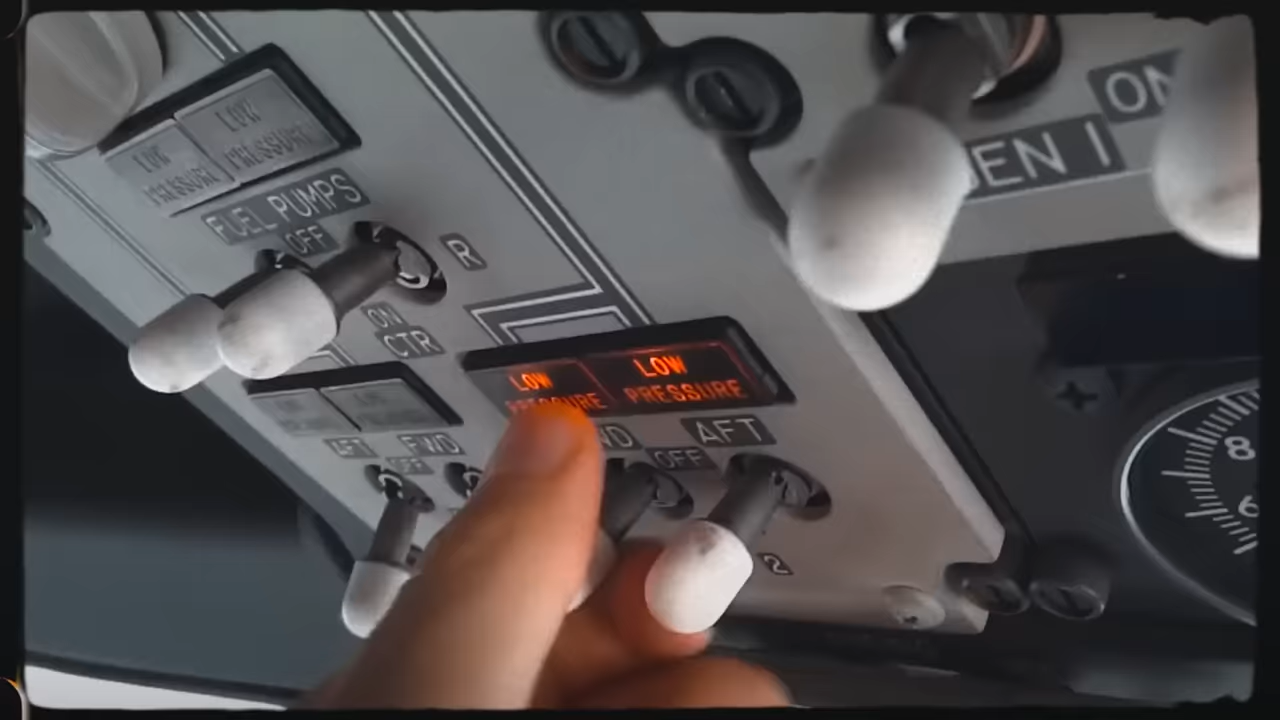 LOW
PRESSURE
LOW
PRESSURE
FUEL PUMPS
OFF
R
ON
CTR
GEN 1
ON
LOW
PRESSURE
LOW
PRESSURE
AFT
FWD
OFF
AFT
OFF
2
8
6